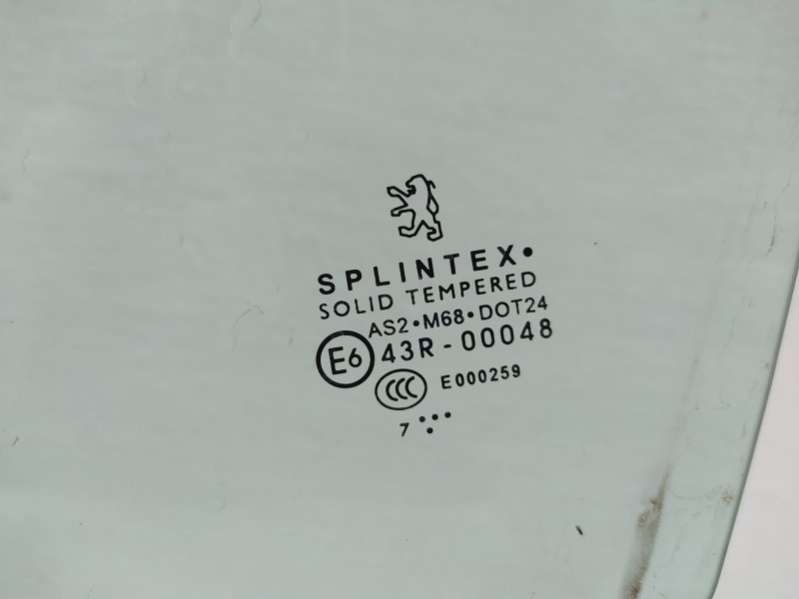 SPLINTEX•
SOLID TEMPERED
AS2•M68•DOT24
E6 43R-00048
CCC E000259
7